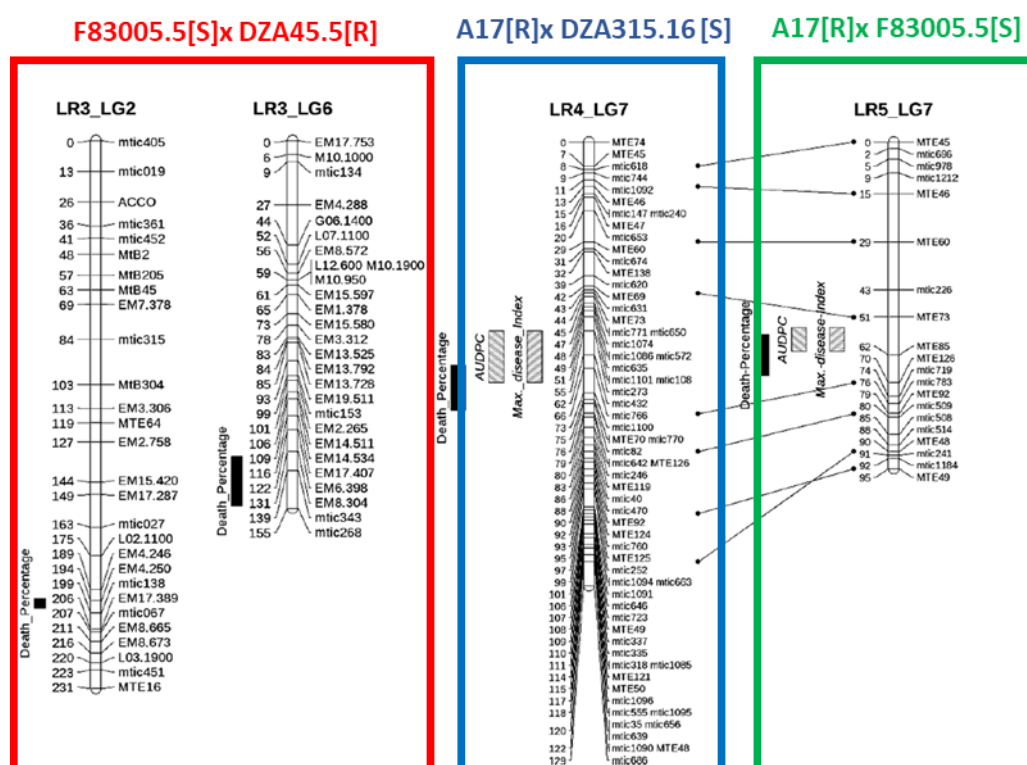 F83005.5[S]x DZA45.5[R]
LR3_LG2
0 mtic405
13 mtic019
26 ACCO
36 mtic361
41 mtic452
48 MtB2
57 MtB205
63 MtB45
69 EM7.378
84 mtic315
103 MtB304
113 EM3.306
119 MTE64
127 EM2.758
144 EM15.420
149 EM17.287
163 mtic027
175 L02.1100
189 EM4.246
194 EM4.250
199 mtic138
206 EM17.389
207 mtic067
211 EM8.665
216 EM8.673
220 L03.1900
223 mtic451
231 MTE16
Death_Percentage
LR3_LG6
0 EM17.753
6 M10.1000
9 mtic134
27 EM4.288
44 G06.1400
52 L07.1100
56 EM8.572
59 L12.600 M10.1900
M10.950
61 EM15.597
65 EM1.378
73 EM15.580
78 EM3.312
83 EM13.525
84 EM13.792
85 EM13.728
93 EM19.511
99 mtic153
101 EM2.265
106 EM14.511
109 EM14.534
116 EM17.407
122 EM6.398
131 EM8.304
139 mtic343
155 mtic268
Death_Percentage
A17[R]x DZA315.16 [S]
LR4_LG7
0 MTE74
7 MTE45
8 mtic618
9 mtic744
11 mtic1092
13 MTE46
15 mtic147 mtic240
16 MTE47
20 mtic653
29 MTE60
31 mtic674
32 MTE138
39 mtic620
42 MTE69
43 mtic631
44 MTE73
45 mtic771 mtic650
47 mtic1074
48 mtic1086 mtic572
49 mtic635
51 mtic1101 mtic108
55 mtic273
62 mtic432
66 mtic766
73 mtic1100
75 MTE70 mtic770
76 mtic82
79 mtic642 MTE126
80 mtic246
83 MTE119
86 mtic40
88 mtic470
90 MTE92
92 MTE124
93 mtic760
95 MTE125
97 mtic252
99 mtic1094 mtic663
101 mtic1091
106 mtic646
107 mtic723
108 MTE49
109 mtic337
110 mtic335
111 mtic318 mtic1085
114 MTE121
115 MTE50
117 mtic1096
118 mtic555 mtic1095
120 mtic35 mtic656
mtic639
122 mtic1090 MTE48
129 mtic686
Death_Percentage
AUDPC
Max._disease_Index
A17[R]x F83005.5[S]
LR5_LG7
0 MTE45
2 mtic696
5 mtic978
9 mtic1212
15 MTE46
29 MTE60
43 mtic226
51 MTE73
62 MTE85
70 MTE126
74 mtic719
76 mtic783
79 MTE92
80 mtic509
85 mtic508
88 mtic514
90 MTE48
91 mtic241
92 mtic1184
95 MTE49
Death-Percentage
AUDPC
Max.-disease-Index